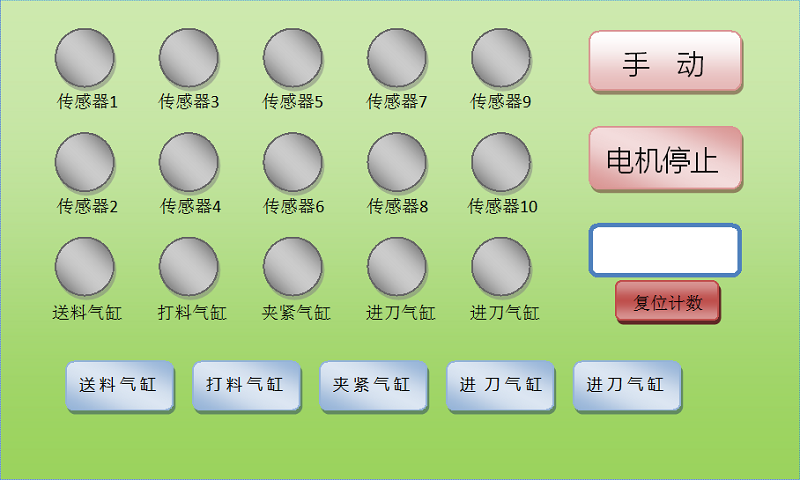 传感器1 传感器3 传感器5 传感器7 传感器9
手 动
传感器2 传感器4 传感器6 传感器8 传感器10
电机停止
送料气缸 打料气缸 夹紧气缸 进刀气缸 进刀气缸
复位计数
送料气缸 打料气缸 夹紧气缸 进刀气缸 进刀气缸